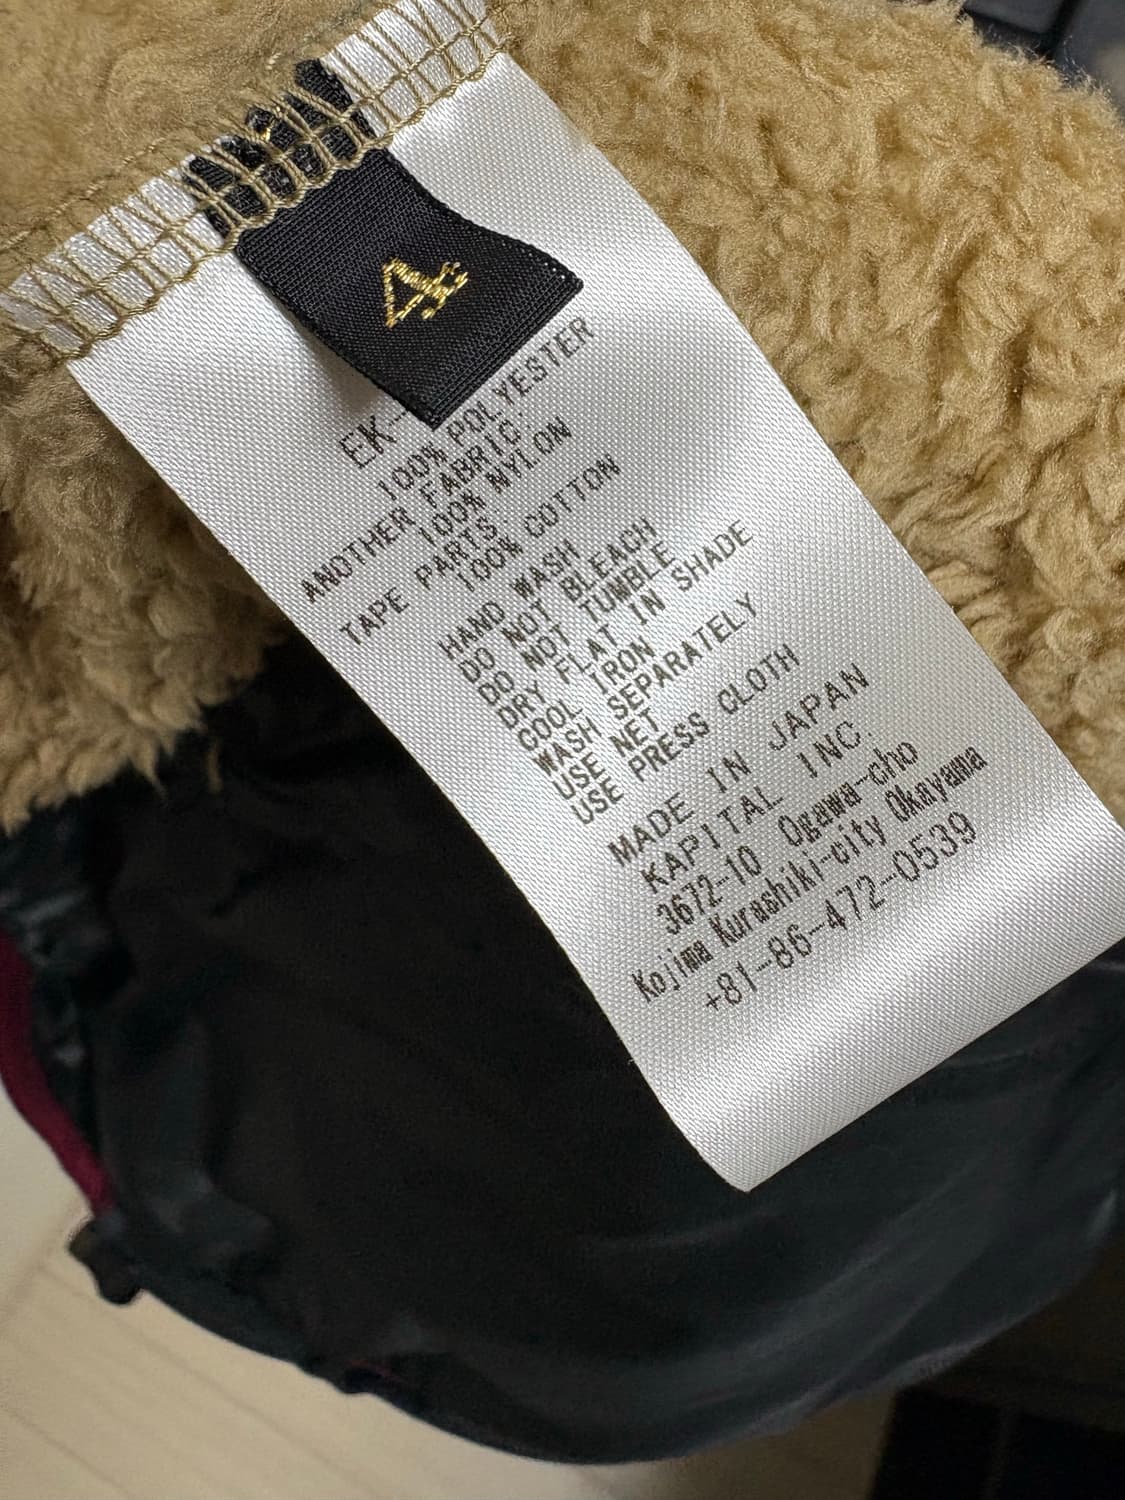 4
EK-
100% POLYESTER
ANOTHER FABRIC:
100% NYLON
TAPE PARTS:
100% COTTON
HAND WASH
DO NOT BLEACH
DO NOT TUMBLE
DRY FLAT IN SHADE
COOL IRON
WASH SEPARATELY
USE NET
USE PRESS CLOTH
MADE IN JAPAN
KAPITAL INC.
3672-10 Ogawa-cho
Kojima Kurashiki-city Okayama
+81-86-472-0539